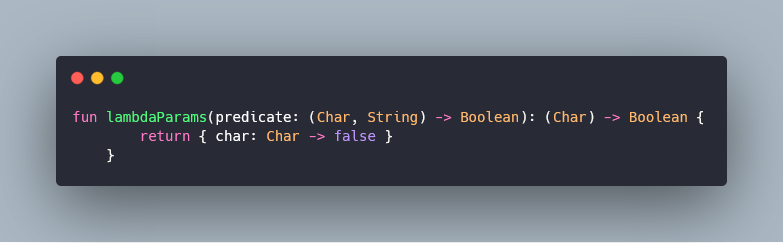 fun lambdaParams(predicate: (Char, String) -> Boolean): (Char) -> Boolean {
        return { char: Char -> false }
    }